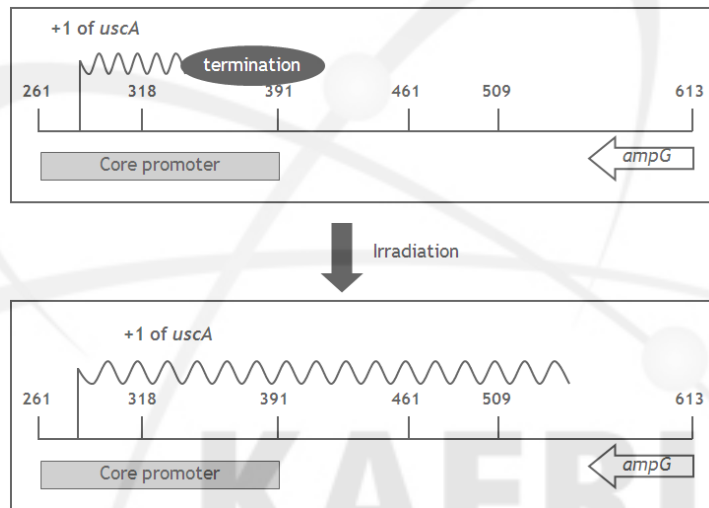 +1 of uscA
termination
261 318 391 461 509 613
Core promoter
ampG
Irradiation
+1 of uscA
261 318 391 461 509 613
Core promoter
ampG
KAERI